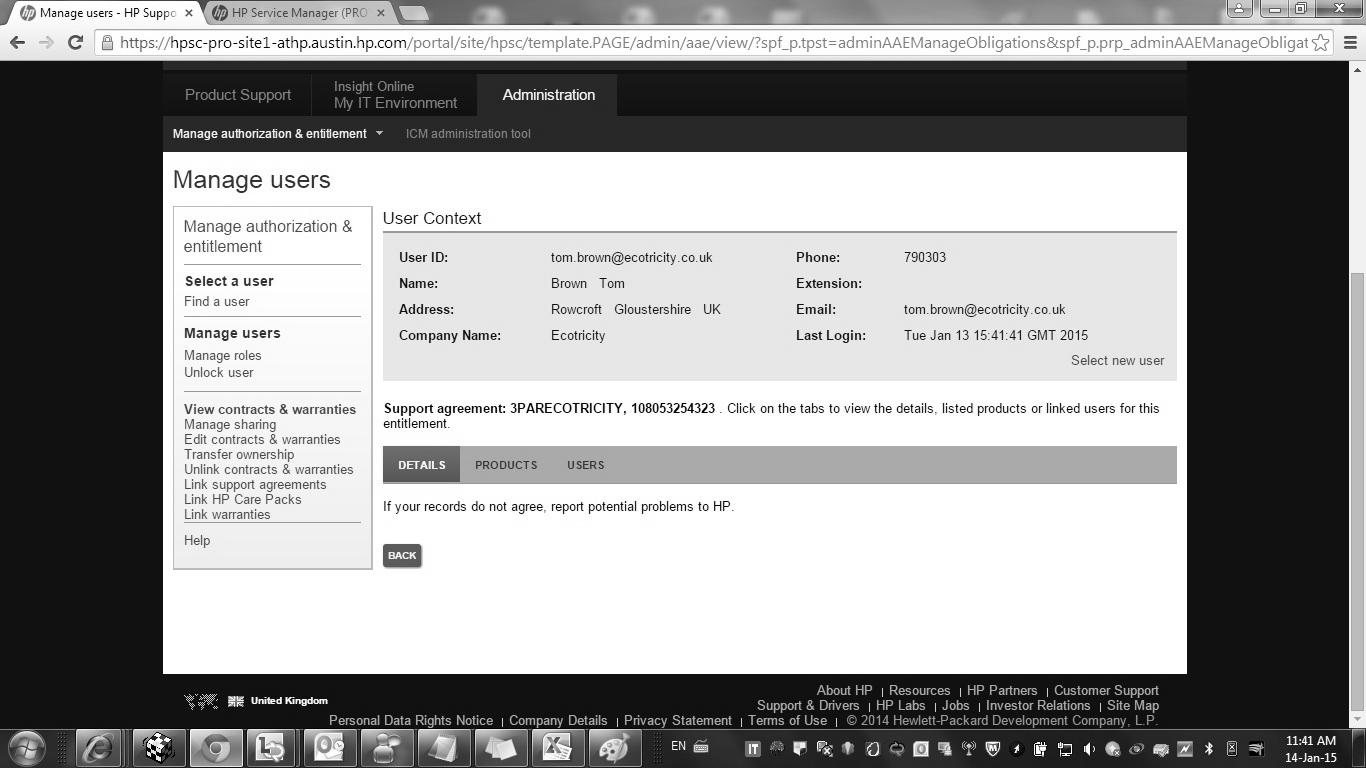 Manage users - HP Suppo
HP Service Manager (PRO
https://hpsc-pro-site1-athp.austin.hp.com/portal/site/hpsc/template.PAGE/admin/aae/view/?spf_p.tpst=adminAAEManageObligations&spf_p.prp_adminAAEManageObligat
Product Support
Insight Online
My IT Environment
Administration
Manage authorization & entitlement
ICM administration tool
Manage users
Manage authorization &
entitlement
Select a user
Find a user
Manage users
Manage roles
Unlock user
View contracts & warranties
Manage sharing
Edit contracts & warranties
Transfer ownership
Unlink contracts & warranties
Link support agreements
Link HP Care Packs
Link warranties
Help
User Context
User ID: tom.brown@ecotricity.co.uk Phone: 790303
Name: Brown Tom Extension:
Address: Rowcroft Gloustershire UK Email: tom.brown@ecotricity.co.uk
Company Name: Ecotricity Last Login: Tue Jan 13 15:41:41 GMT 2015
Select new user
Support agreement: 3PARECOTRICITY, 108053254323 . Click on the tabs to view the details, listed products or linked users for this
entitlement.
DETAILS PRODUCTS USERS
If your records do not agree, report potential problems to HP.
BACK
United Kingdom
About HP | Resources | HP Partners | Customer Support
Support & Drivers | HP Labs | Jobs | Investor Relations | Site Map
Personal Data Rights Notice | Company Details | Privacy Statement | Terms of Use | © 2014 Hewlett-Packard Development Company, L.P.
EN
IT
11:41 AM
14-Jan-15